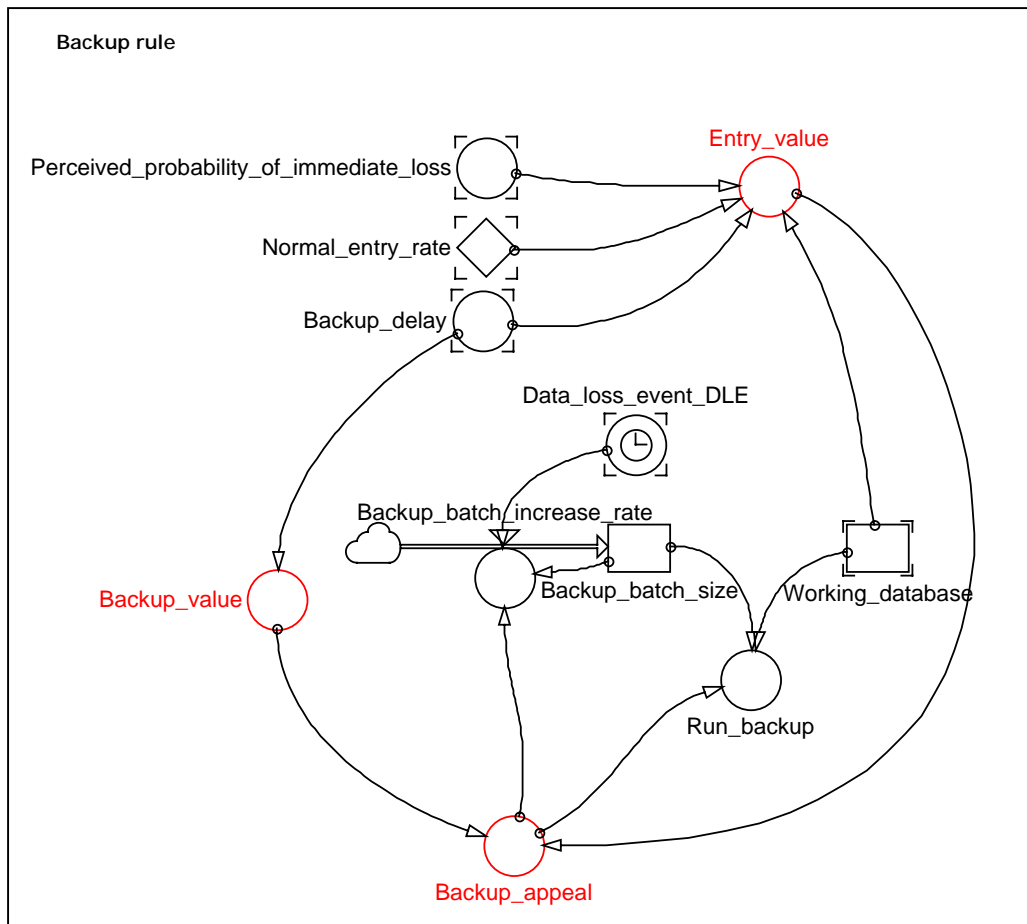 Backup rule
Entry_value
Perceived_probability_of_immediate_loss
Normal_entry_rate
Backup_delay
Data_loss_event_DLE
Backup_batch_increase_rate
Backup_value
Backup_batch_size
Working_database
Run_backup
Backup_appeal